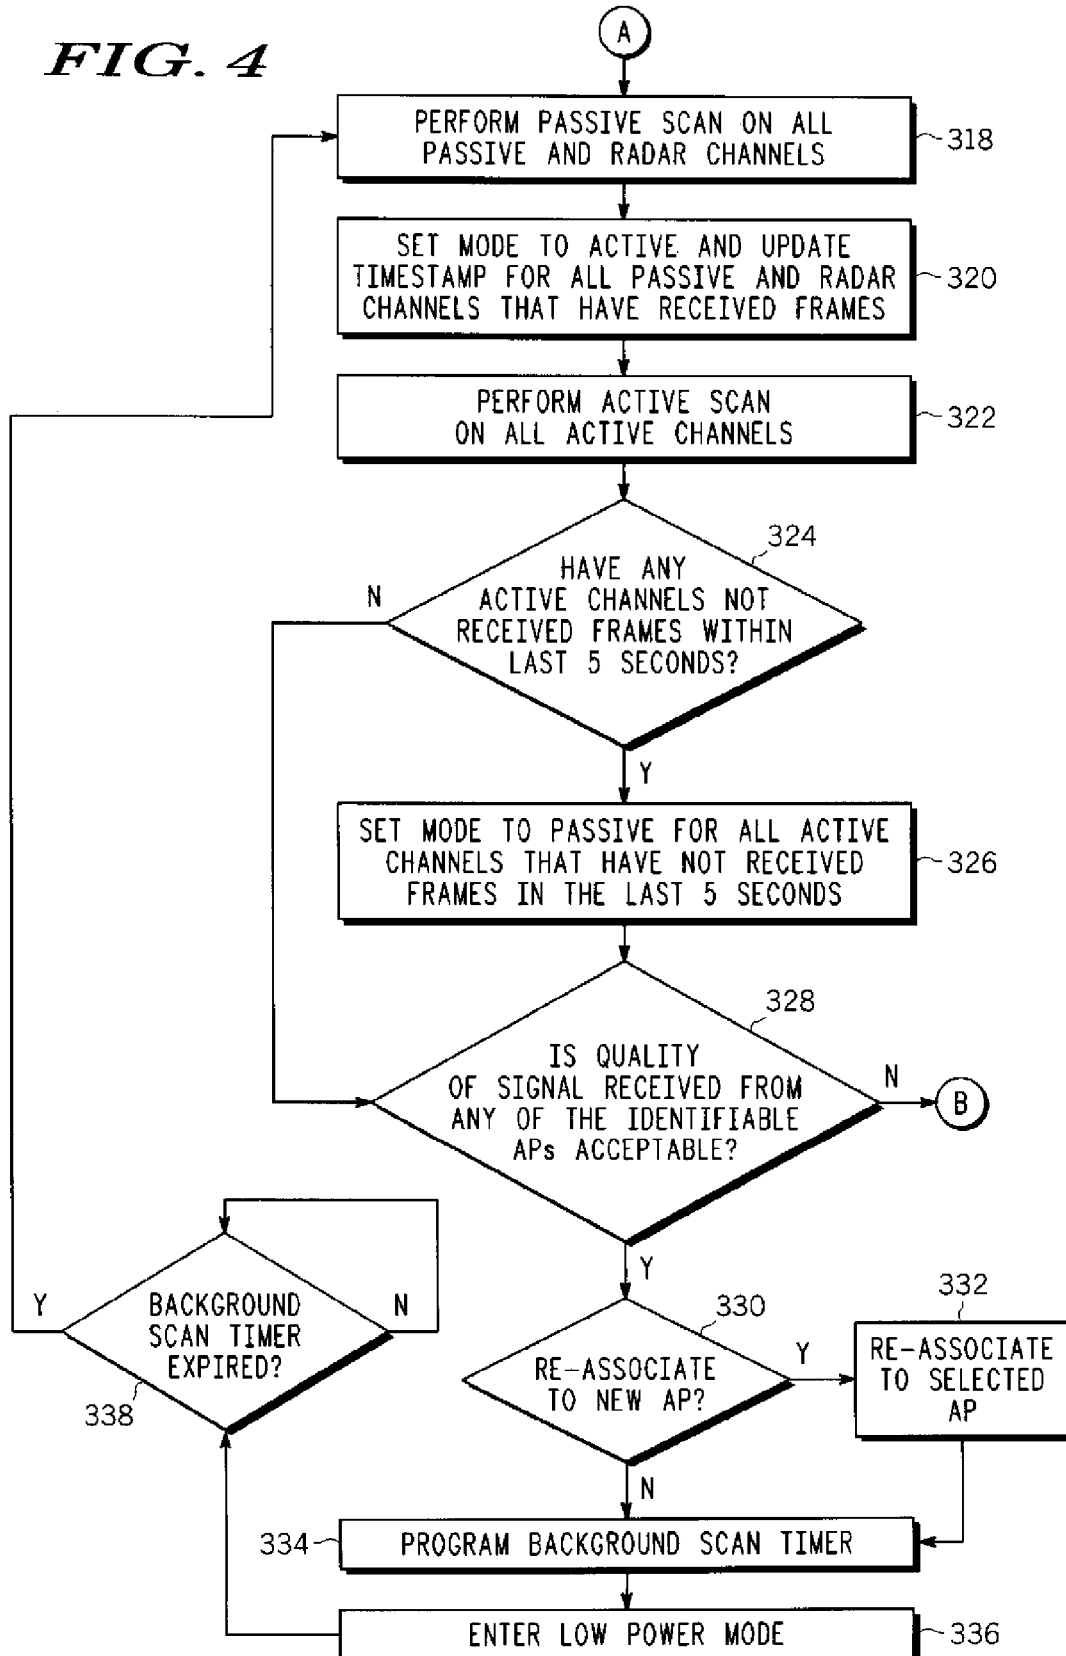 FIG. 4
A
PERFORM PASSIVE SCAN ON ALL
PASSIVE AND RADAR CHANNELS
318
SET MODE TO ACTIVE AND UPDATE
TIMESTAMP FOR ALL PASSIVE AND RADAR
CHANNELS THAT HAVE RECEIVED FRAMES
320
PERFORM ACTIVE SCAN
ON ALL ACTIVE CHANNELS
322
324
HAVE ANY
ACTIVE CHANNELS NOT
RECEIVED FRAMES WITHIN
LAST 5 SECONDS?
N
Y
SET MODE TO PASSIVE FOR ALL ACTIVE
CHANNELS THAT HAVE NOT RECEIVED
FRAMES IN THE LAST 5 SECONDS
326
328
IS QUALITY
OF SIGNAL RECEIVED FROM
ANY OF THE IDENTIFIABLE
APs ACCEPTABLE?
N
B
Y
330
RE-ASSOCIATE
TO NEW AP?
Y
332
RE-ASSOCIATE
TO SELECTED
AP
N
334
PROGRAM BACKGROUND SCAN TIMER
ENTER LOW POWER MODE
336
BACKGROUND
SCAN TIMER
EXPIRED?
Y
N
338